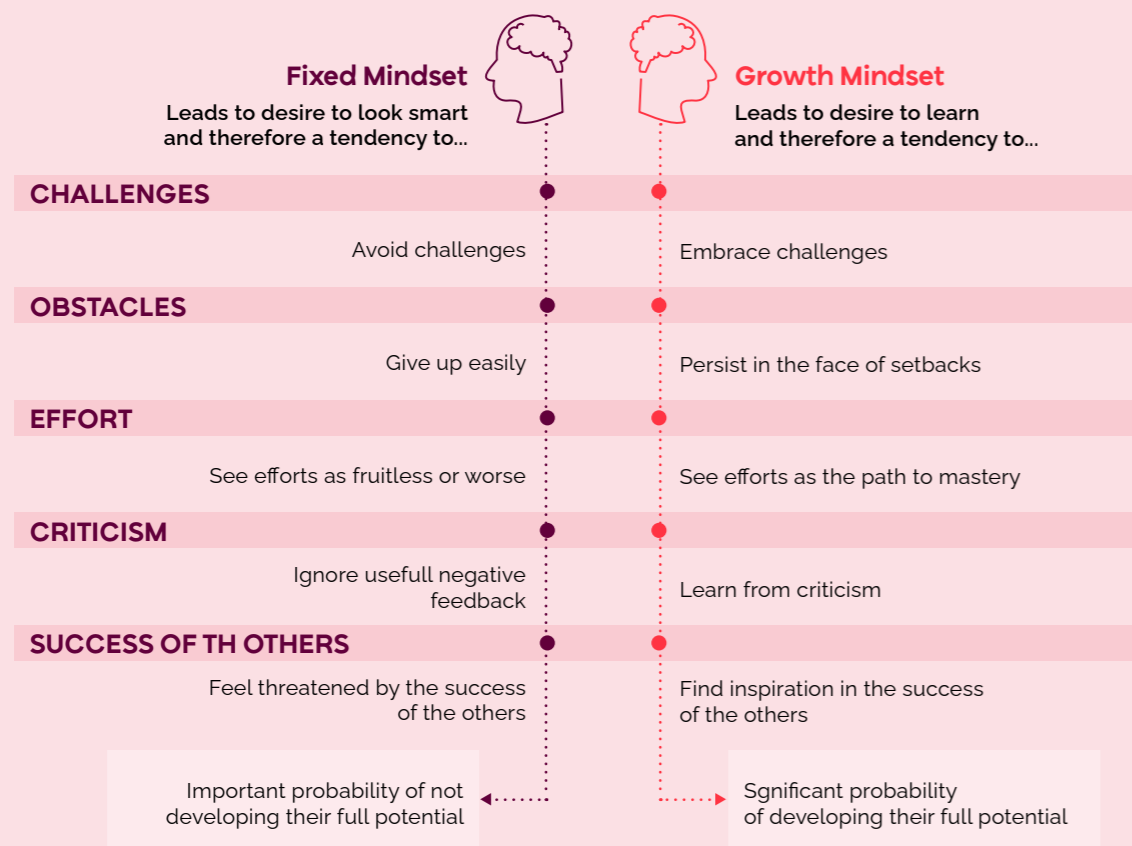 Fixed Mindset
Leads to desire to look smart
and therefore a tendency to...
Growth Mindset
Leads to desire to learn
and therefore a tendency to...
CHALLENGES
Avoid challenges
Embrace challenges
OBSTACLES
Give up easily
Persist in the face of setbacks
EFFORT
See efforts as fruitless or worse
See efforts as the path to mastery
CRITICISM
Ignore usefull negative
feedback
Learn from criticism
SUCCESS OF TH OTHERS
Feel threatened by the success
of the others
Find inspiration in the success
of the others
Important probability of not
developing their full potential
Sgnificant probability
of developing their full potential